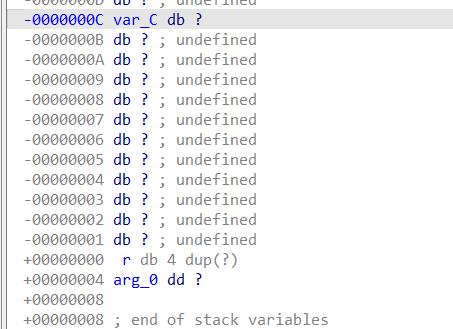 -0000000D db ? ; undefined
-0000000C var_C db ?
-0000000B db ? ; undefined
-0000000A db ? ; undefined
-00000009 db ? ; undefined
-00000008 db ? ; undefined
-00000007 db ? ; undefined
-00000006 db ? ; undefined
-00000005 db ? ; undefined
-00000004 db ? ; undefined
-00000003 db ? ; undefined
-00000002 db ? ; undefined
-00000001 db ? ; undefined
+00000000  r db 4 dup(?)
+00000004 arg_0 dd ?
+00000008
+00000008 ; end of stack variables